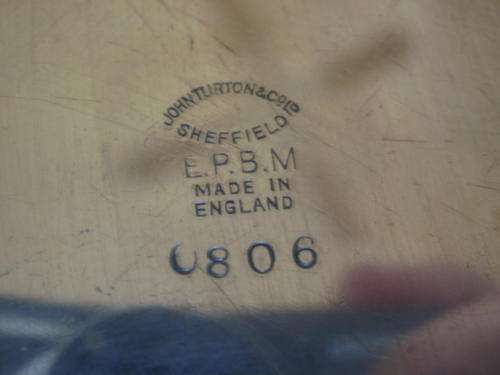 JOHN TURTON & CO LD
SHEFFIELD
E.P.B.M
MADE IN
ENGLAND
0806